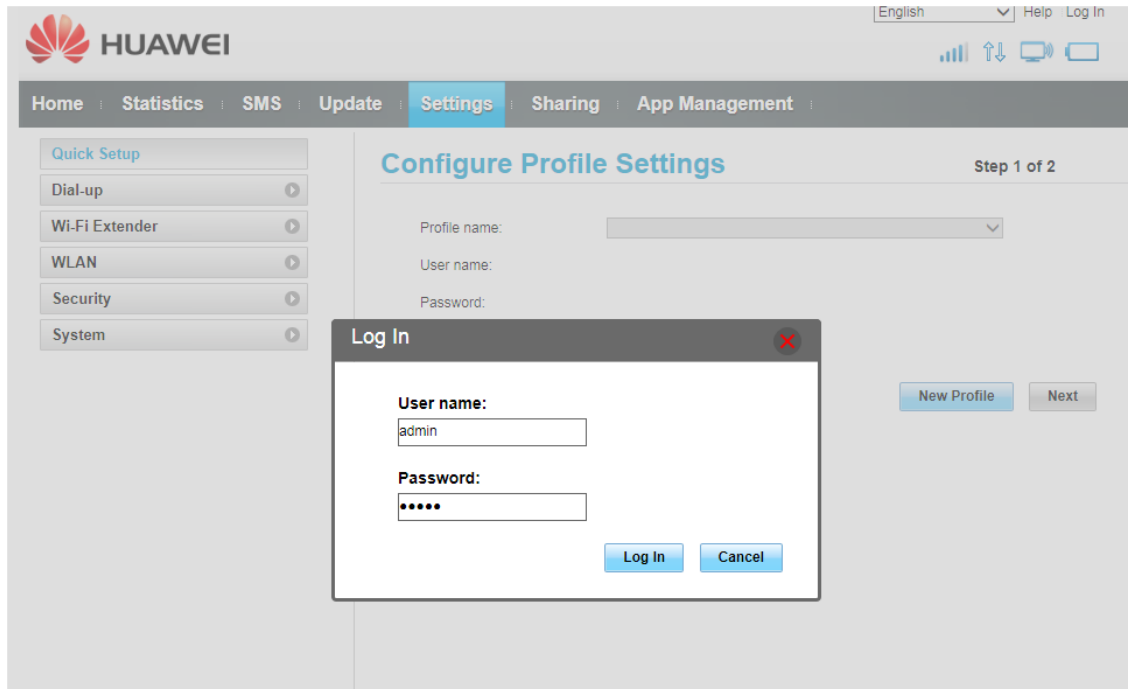 English Help Log In
HUAWEI
Home Statistics SMS Update Settings Sharing App Management
Quick Setup
Dial-up
Wi-Fi Extender
WLAN
Security
System
Configure Profile Settings
Step 1 of 2
Profile name:
User name:
Password:
New Profile Next
Log In
User name:
admin
Password:
•••••
Log In Cancel